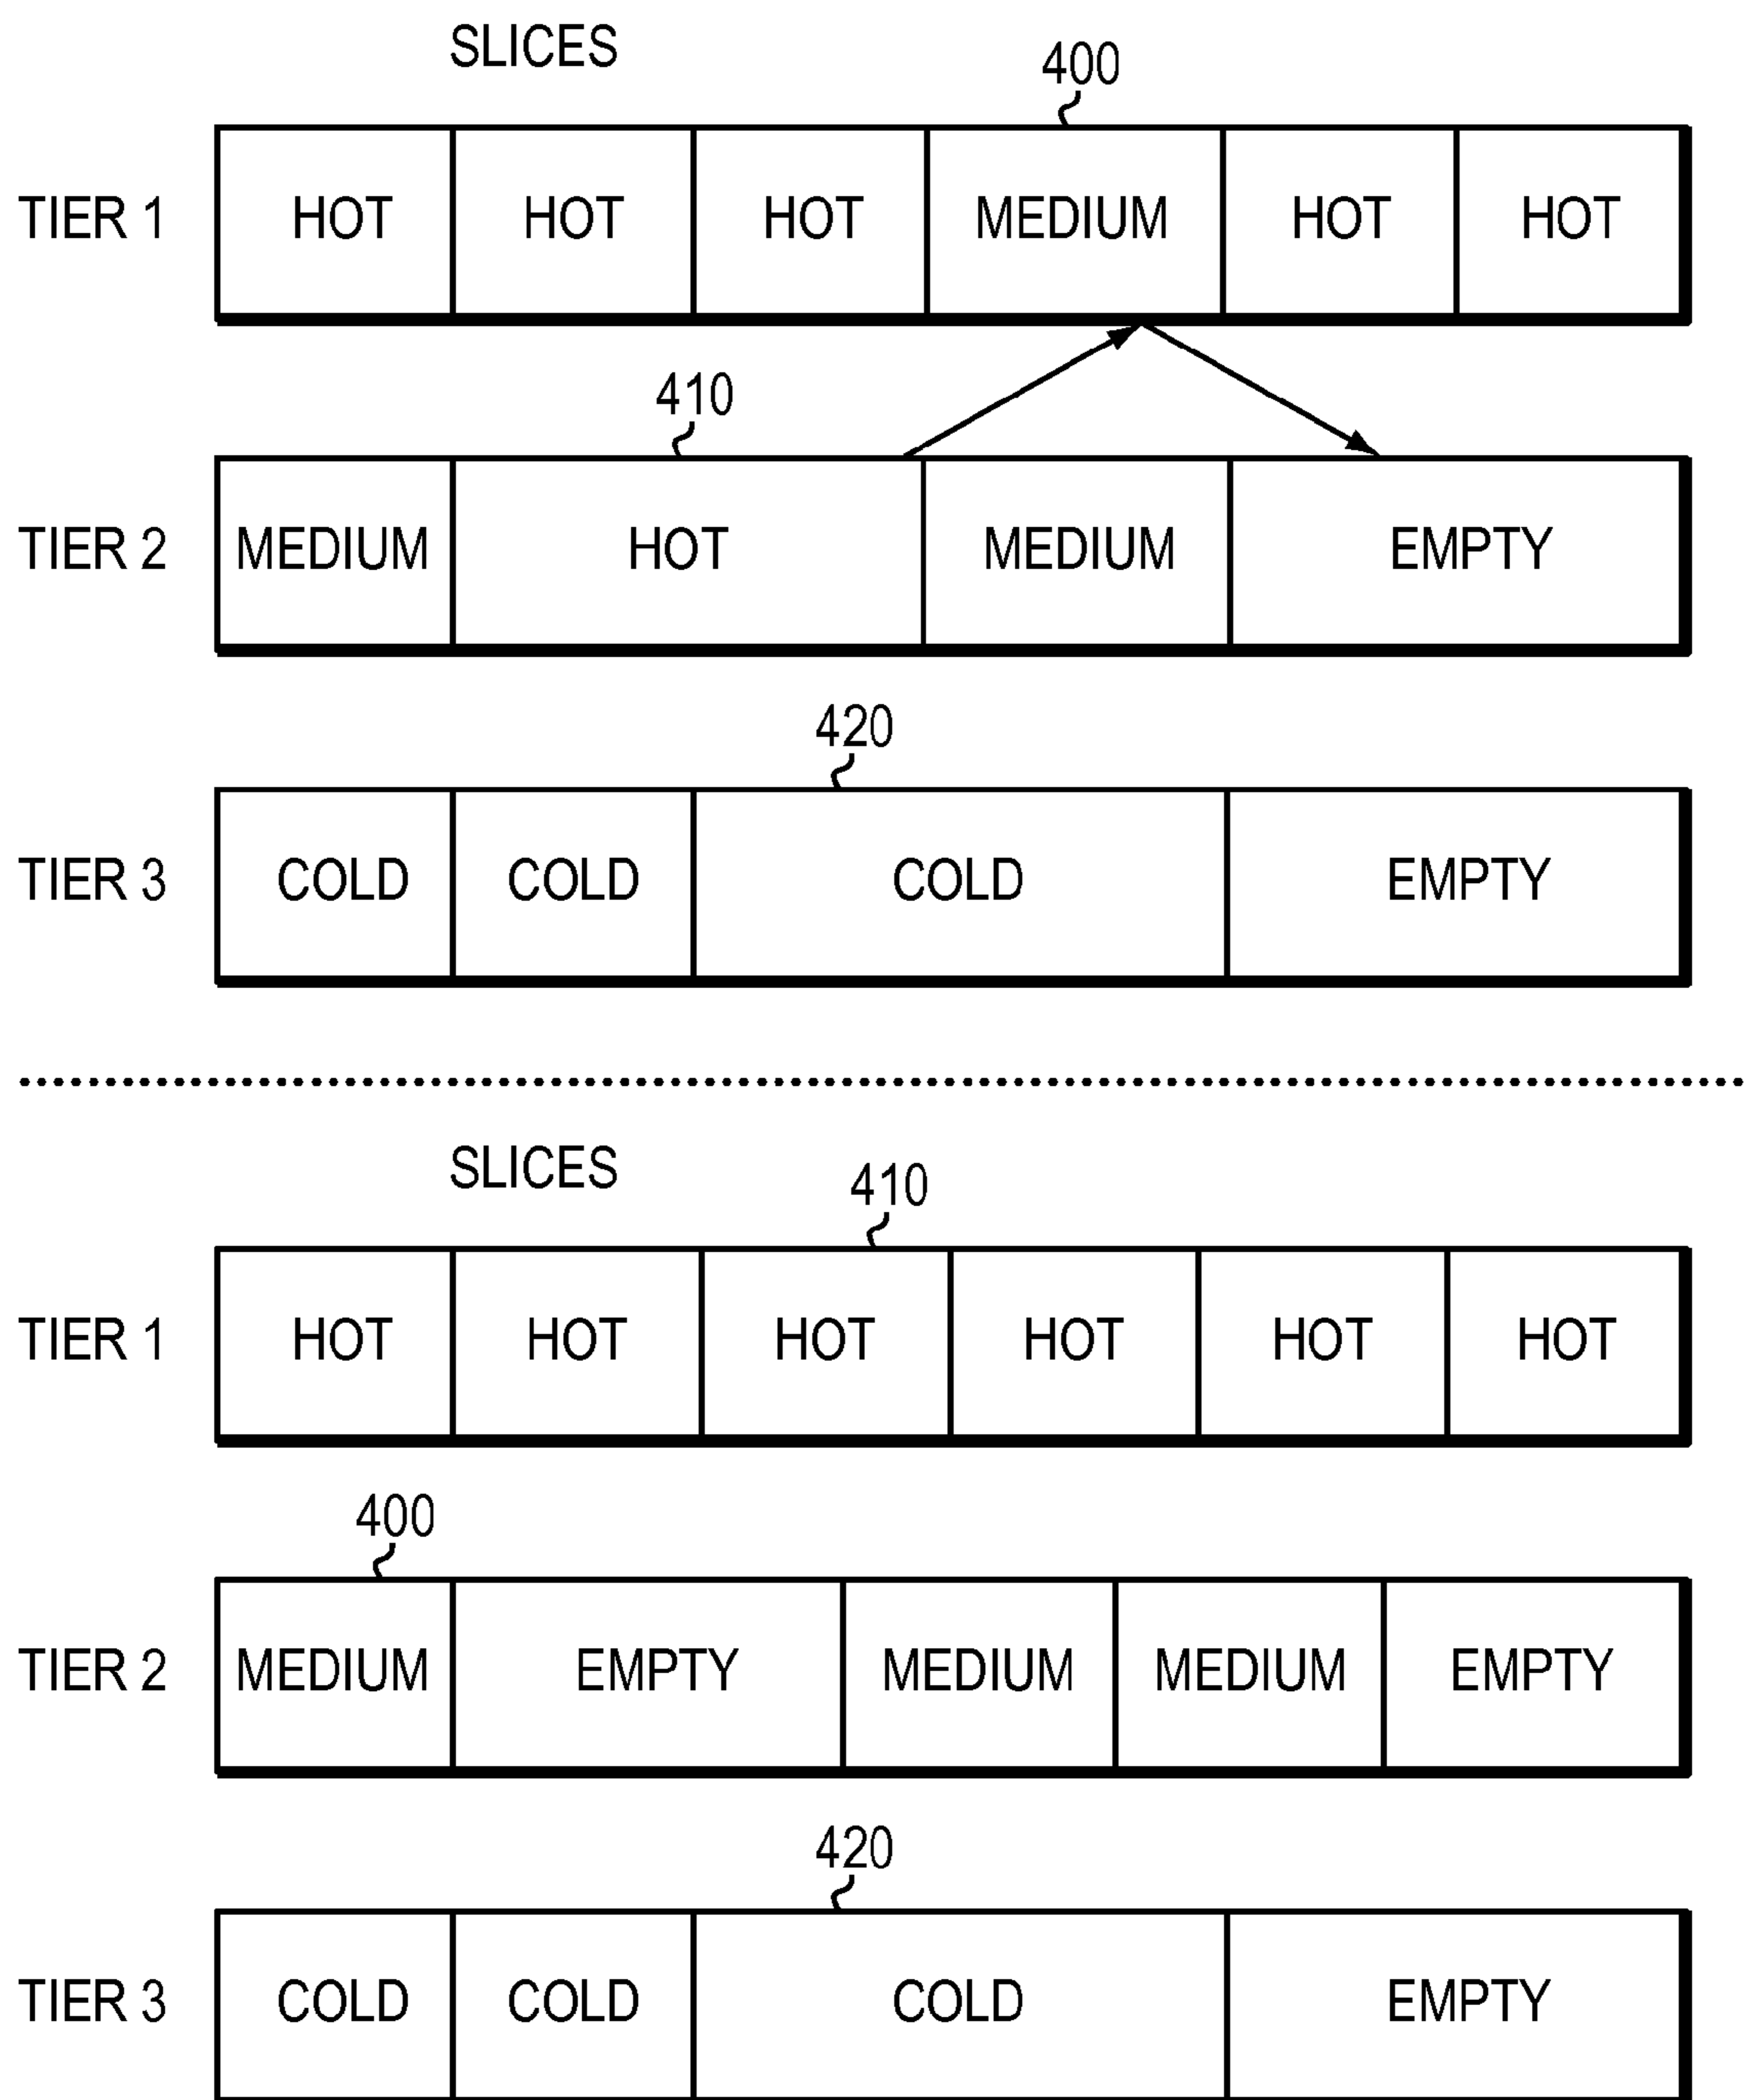 SLICES
400
TIER 1 HOT HOT HOT MEDIUM HOT HOT
410
TIER 2 MEDIUM HOT MEDIUM EMPTY
420
TIER 3 COLD COLD COLD EMPTY
SLICES
410
TIER 1 HOT HOT HOT HOT HOT HOT
400
TIER 2 MEDIUM EMPTY MEDIUM MEDIUM EMPTY
420
TIER 3 COLD COLD COLD EMPTY